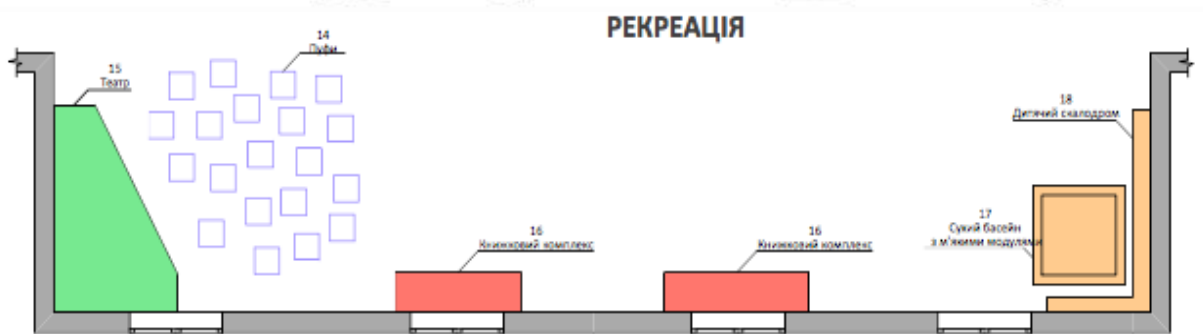 РЕКРЕАЦІЯ
14
Пуфи
15
Театр
18
Дитячий скалодром
17
Сухий басейн
з м'якими модулями
16
Книжковий комплекс
16
Книжковий комплекс